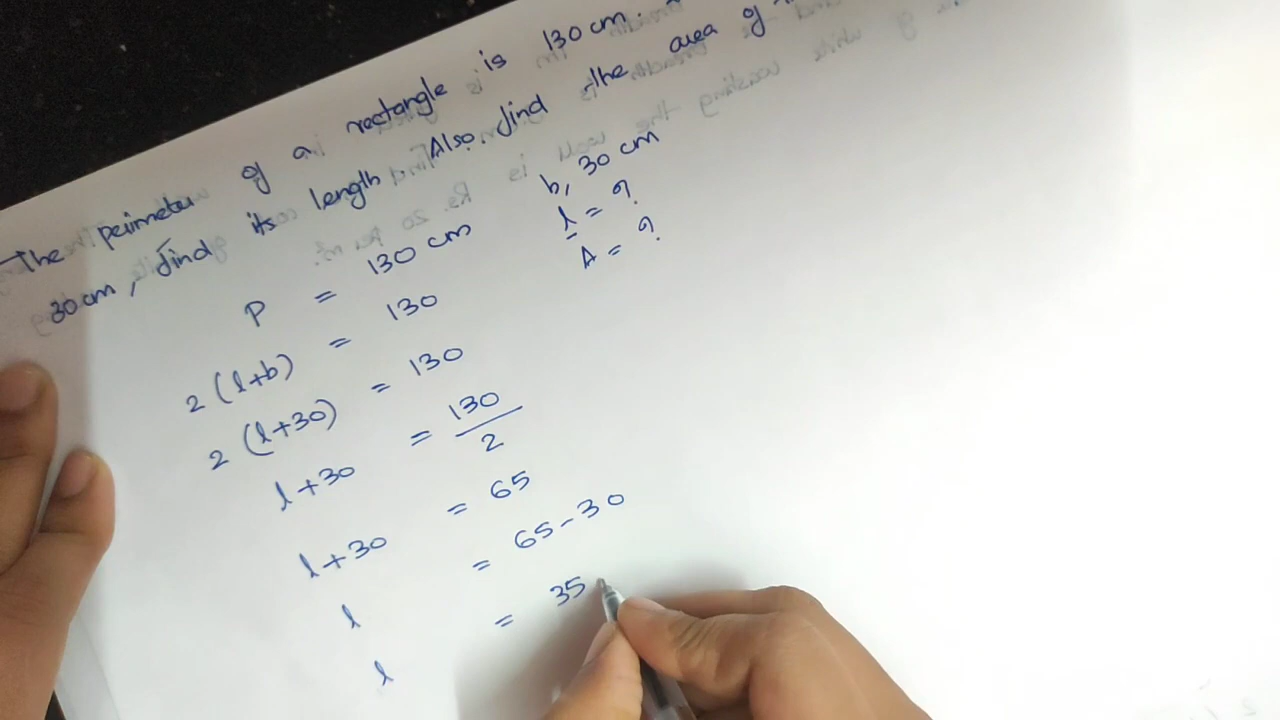 The perimeter of a rectangle is 130 cm.
30 cm, find its length. Also, find the area of
P = 130 cm
b, 30 cm
l = ?
A = ?
2 (l+b) = 130
2 (l+30) = 130
l+30 = 130/2
l+30 = 65
l = 65-30
l = 35